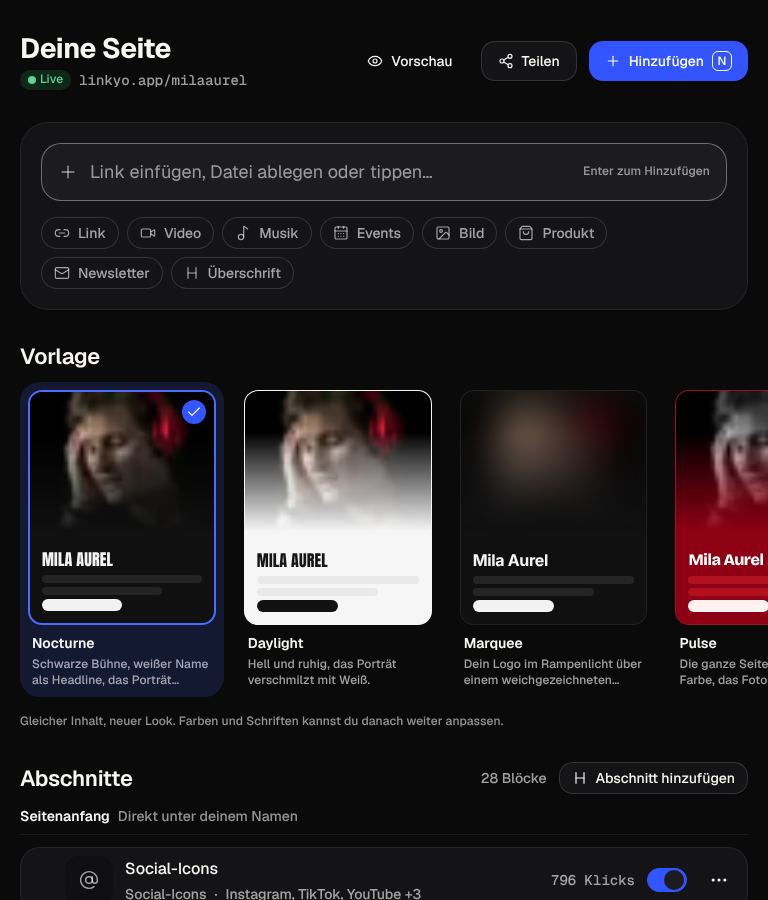 Deine Seite
Live linkyo.app/milaaurel
Vorschau
Teilen
Hinzufügen N
Link einfügen, Datei ablegen oder tippen…
Enter zum Hinzufügen
Link Video Musik Events Bild Produkt
Newsletter H Überschrift
Vorlage
MILA AUREL
Nocturne
Schwarze Bühne, weißer Name
als Headline, das Porträt…
MILA AUREL
Daylight
Hell und ruhig, das Porträt
verschmilzt mit Weiß.
Mila Aurel
Marquee
Dein Logo im Rampenlicht über
einem weichgezeichneten…
Mila Aurel
Pulse
Die ganze Seite
Farbe, das Foto
Gleicher Inhalt, neuer Look. Farben und Schriften kannst du danach weiter anpassen.
Abschnitte
28 Blöcke
H Abschnitt hinzufügen
Seitenanfang Direkt unter deinem Namen
@ Social-Icons
Social-Icons · Instagram, TikTok, YouTube +3
796 Klicks